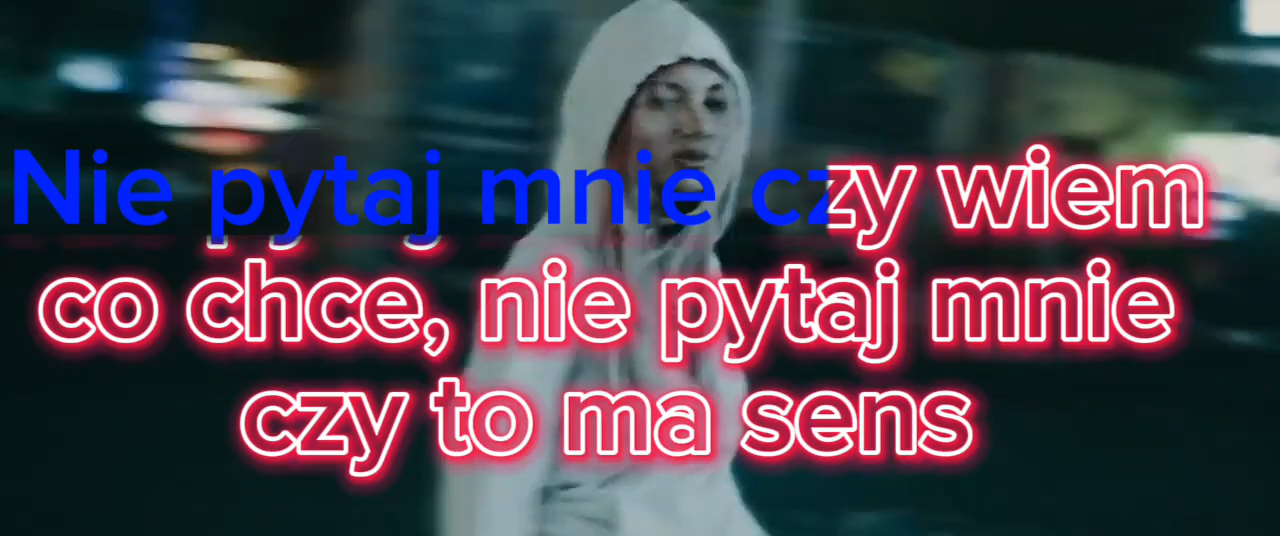 Nie pytaj mnie czy wiem
co chce, nie pytaj mnie
czy to ma sens